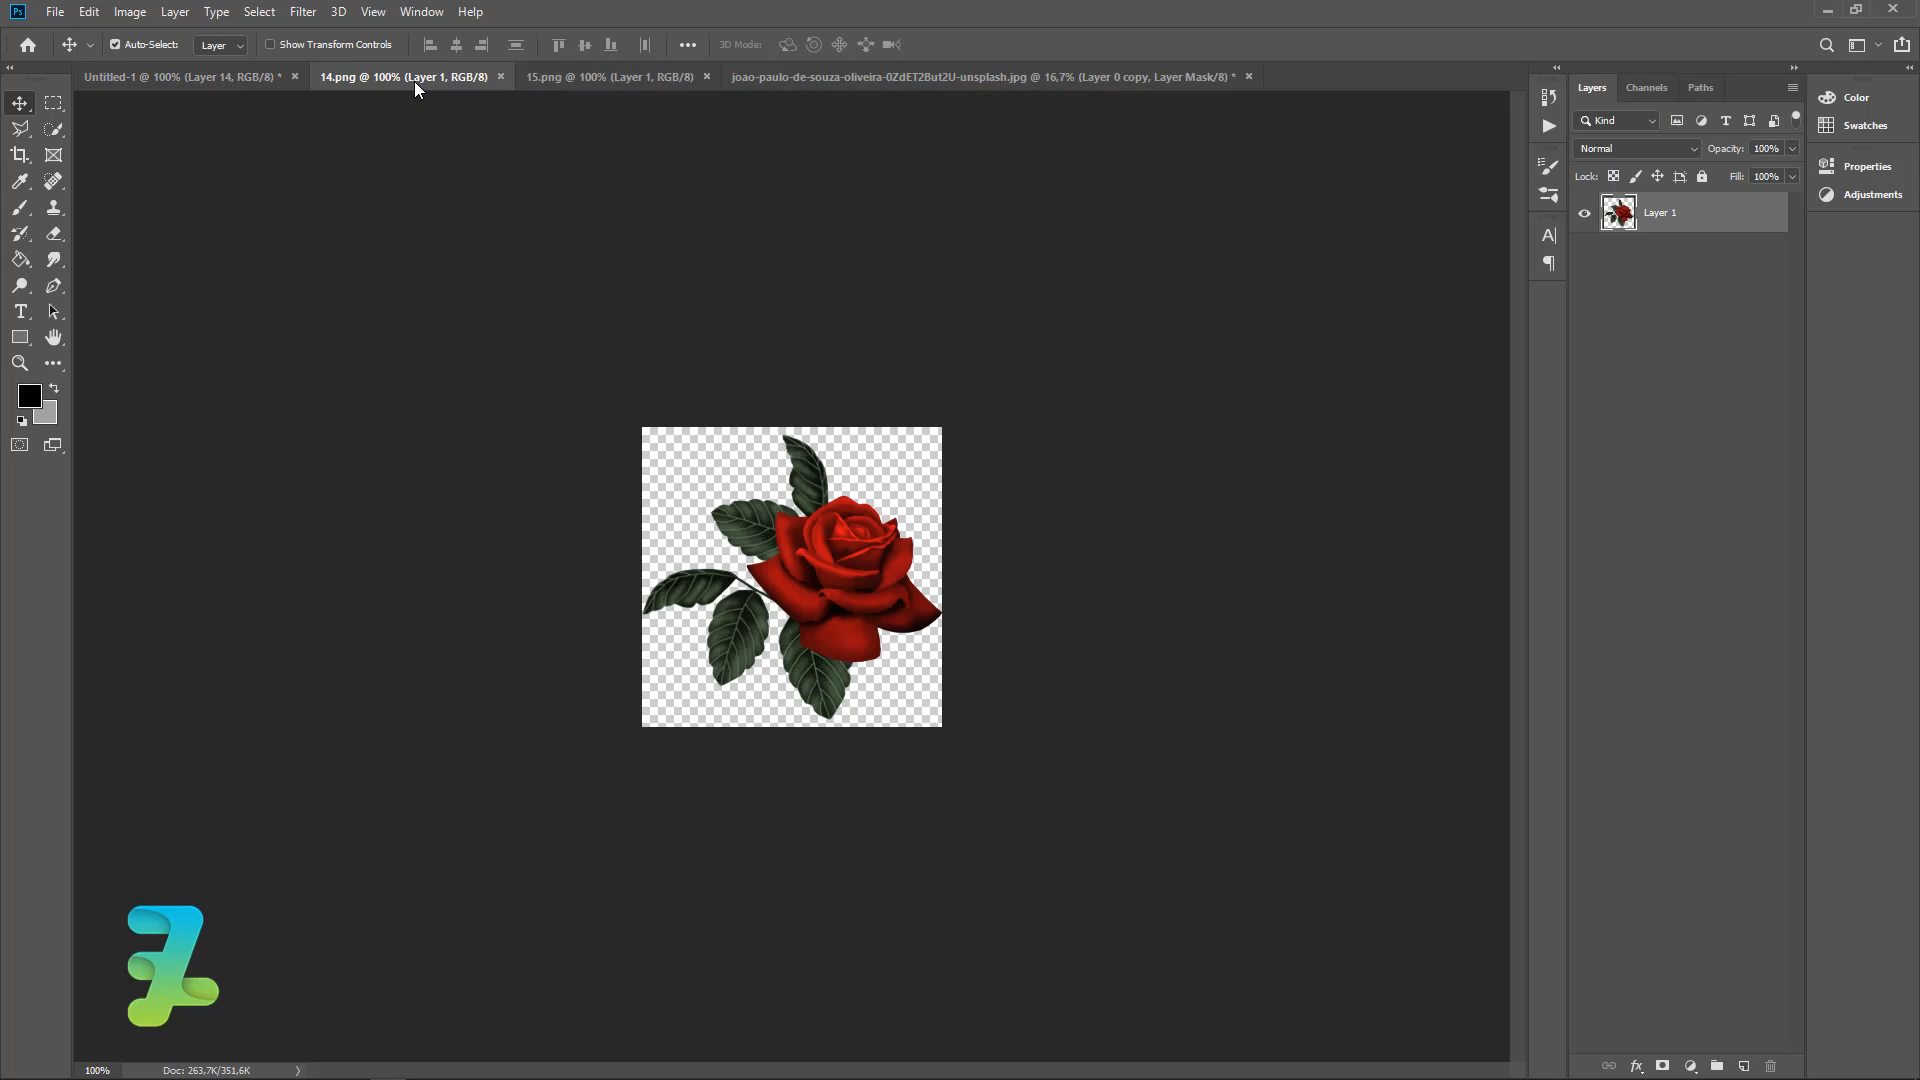 Ps File Edit Image Layer Type Select Filter 3D View Window Help
Auto-Select: Layer Show Transform Controls 3D Mode:
Untitled-1 @ 100% (Layer 14, RGB/8) * 14.png @ 100% (Layer 1, RGB/8) 15.png @ 100% (Layer 1, RGB/8) joao-paulo-de-souza-oliveira-0ZdET2But2U-unsplash.jpg @ 16,7% (Layer 0 copy, Layer Mask/8) *
Layers Channels Paths
Color
Kind
Swatches
Normal Opacity: 100%
Properties
Lock: Fill: 100%
Adjustments
Layer 1
100% Doc: 263,7K/351,6K